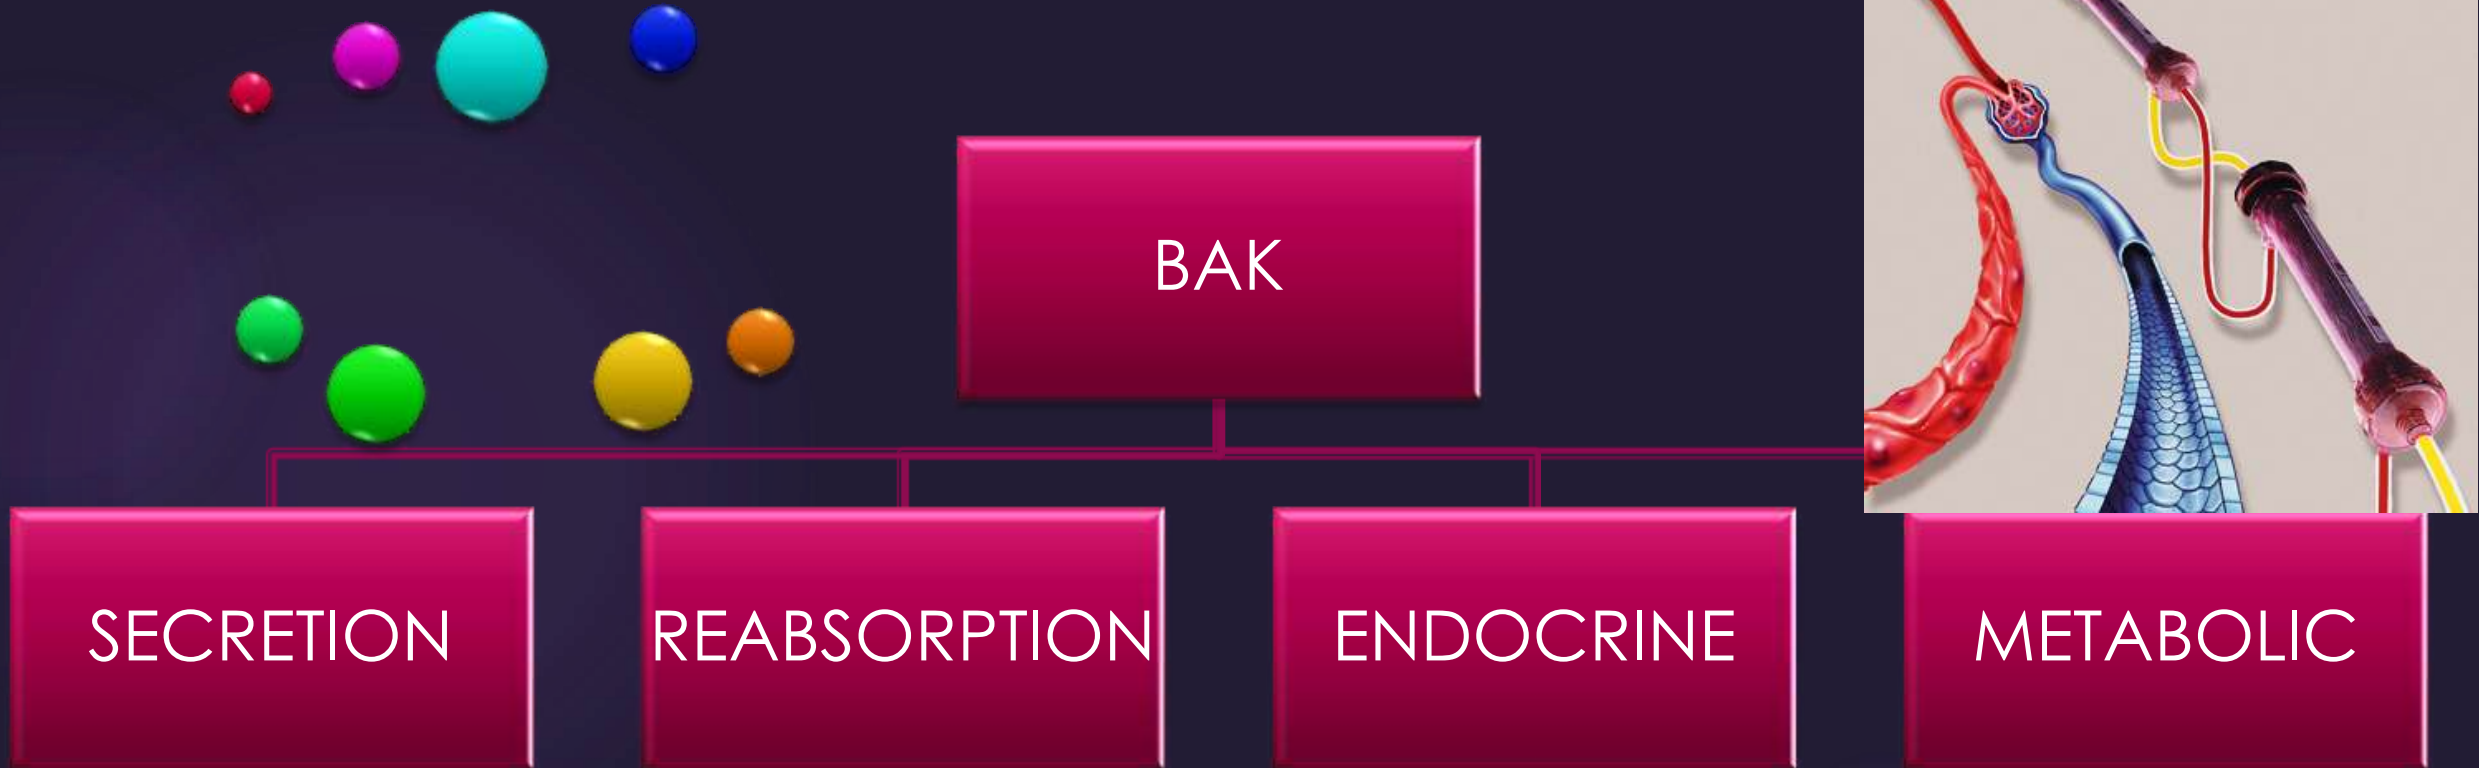 BAK
SECRETION
REABSORPTION
ENDOCRINE
METABOLIC